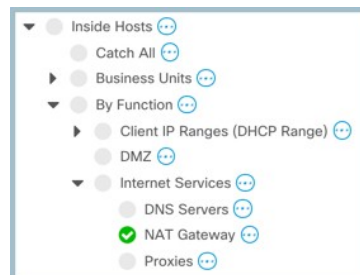 Inside Hosts
Catch All
Business Units
By Function
Client IP Ranges (DHCP Range)
DMZ
Internet Services
DNS Servers
NAT Gateway
Proxies